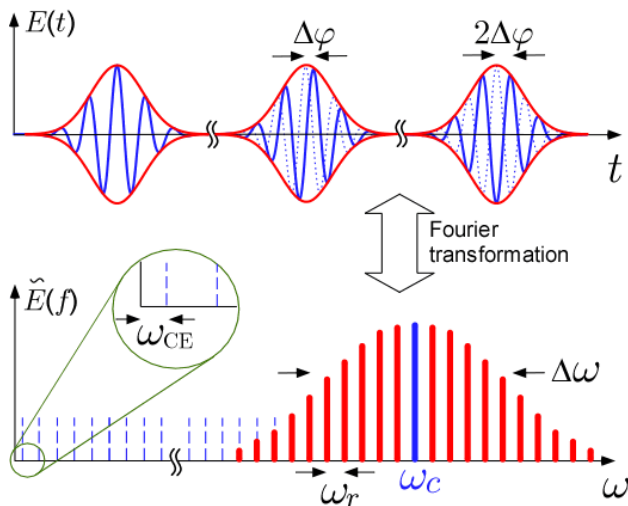 E(t)
Δφ
2Δφ
t
Fourier
transformation
Ẽ(f)
ω_CE
Δω
ω_r
ω_c
ω